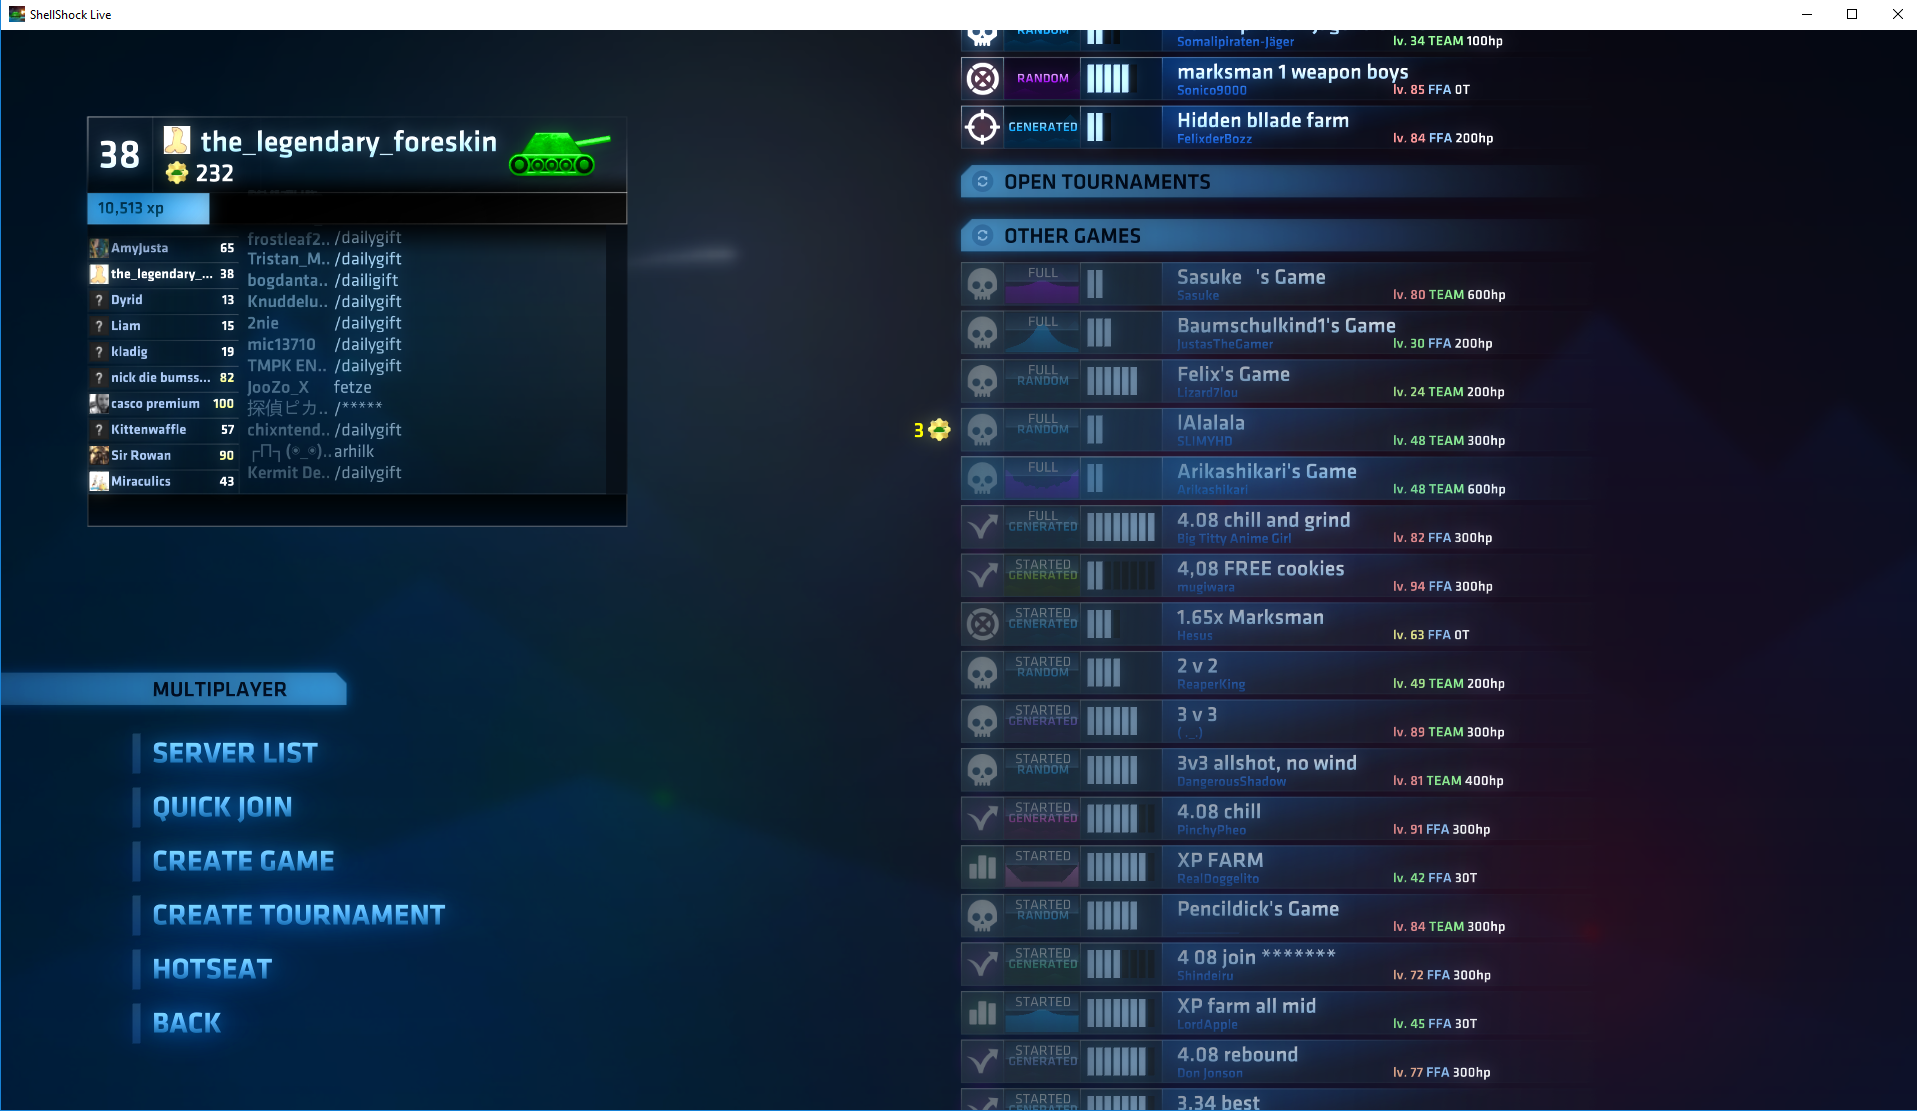 ShellShock Live
38
the_legendary_foreskin
232
10,513 xp
AmyJusta 65
the_legendary_... 38
Dyrid 13
Liam 15
kladig 19
nick die bumss... 82
casco premium 100
Kittenwaffle 57
Sir Rowan 90
Miraculics 43
frostleaf2.. /dailygift
Tristan_M.. /dailygift
bogdanta.. /dailigift
Knuddelu.. /dailygift
2nie /dailygift
mic13710 /dailygift
TMPK EN.. /dailygift
JooZo_X fetze
探偵ピカ.. /*****
chixntend.. /dailygift
┌∏┐(◉_◉).. arhilk
Kermit De.. /dailygift
MULTIPLAYER
SERVER LIST
QUICK JOIN
CREATE GAME
CREATE TOURNAMENT
HOTSEAT
BACK
3
RANDOM
Somalipiraten-Jäger lv. 34 TEAM 100hp
RANDOM
marksman 1 weapon boys
Sonico9000 lv. 85 FFA 0T
GENERATED
Hidden bllade farm
FelixderBozz lv. 84 FFA 200hp
OPEN TOURNAMENTS
OTHER GAMES
FULL
Sasuke 's Game
Sasuke lv. 80 TEAM 600hp
FULL
Baumschulkind1's Game
JustasTheGamer lv. 30 FFA 200hp
FULL
RANDOM
Felix's Game
Lizard7lou lv. 24 TEAM 200hp
FULL
RANDOM
lAlalala
SLIMYHD lv. 48 TEAM 300hp
FULL
Arikashikari's Game
Arikashikari lv. 48 TEAM 600hp
FULL
GENERATED
4.08 chill and grind
Big Titty Anime Girl lv. 82 FFA 300hp
STARTED
GENERATED
4,08 FREE cookies
mugiwara lv. 94 FFA 300hp
STARTED
GENERATED
1.65x Marksman
Hesus lv. 63 FFA 0T
STARTED
RANDOM
2 v 2
ReaperKing lv. 49 TEAM 200hp
STARTED
GENERATED
3 v 3
(._.) lv. 89 TEAM 300hp
STARTED
RANDOM
3v3 allshot, no wind
DangerousShadow lv. 81 TEAM 400hp
STARTED
GENERATED
4.08 chill
PinchyPheo lv. 91 FFA 300hp
STARTED
XP FARM
RealDoggelito lv. 42 FFA 30T
STARTED
RANDOM
Pencildick's Game
lv. 84 TEAM 300hp
STARTED
GENERATED
4 08 join *******
Shindeiru lv. 72 FFA 300hp
STARTED
XP farm all mid
LordApple lv. 45 FFA 30T
STARTED
GENERATED
4.08 rebound
Don Jonson lv. 77 FFA 300hp
STARTED
GENERATED
3.34 best